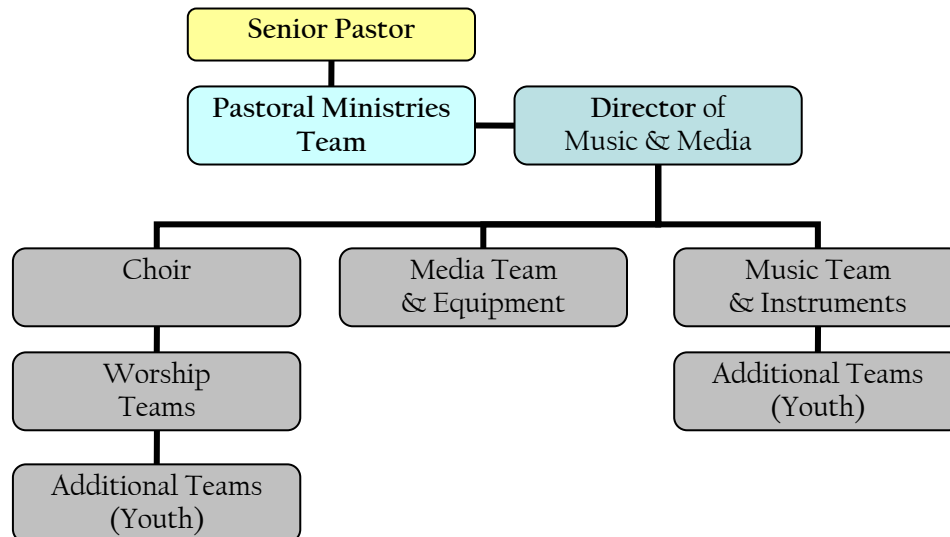 Senior Pastor
Pastoral Ministries
Team
Director of
Music & Media
Choir
Media Team
& Equipment
Music Team
& Instruments
Worship
Teams
Additional Teams
(Youth)
Additional Teams
(Youth)